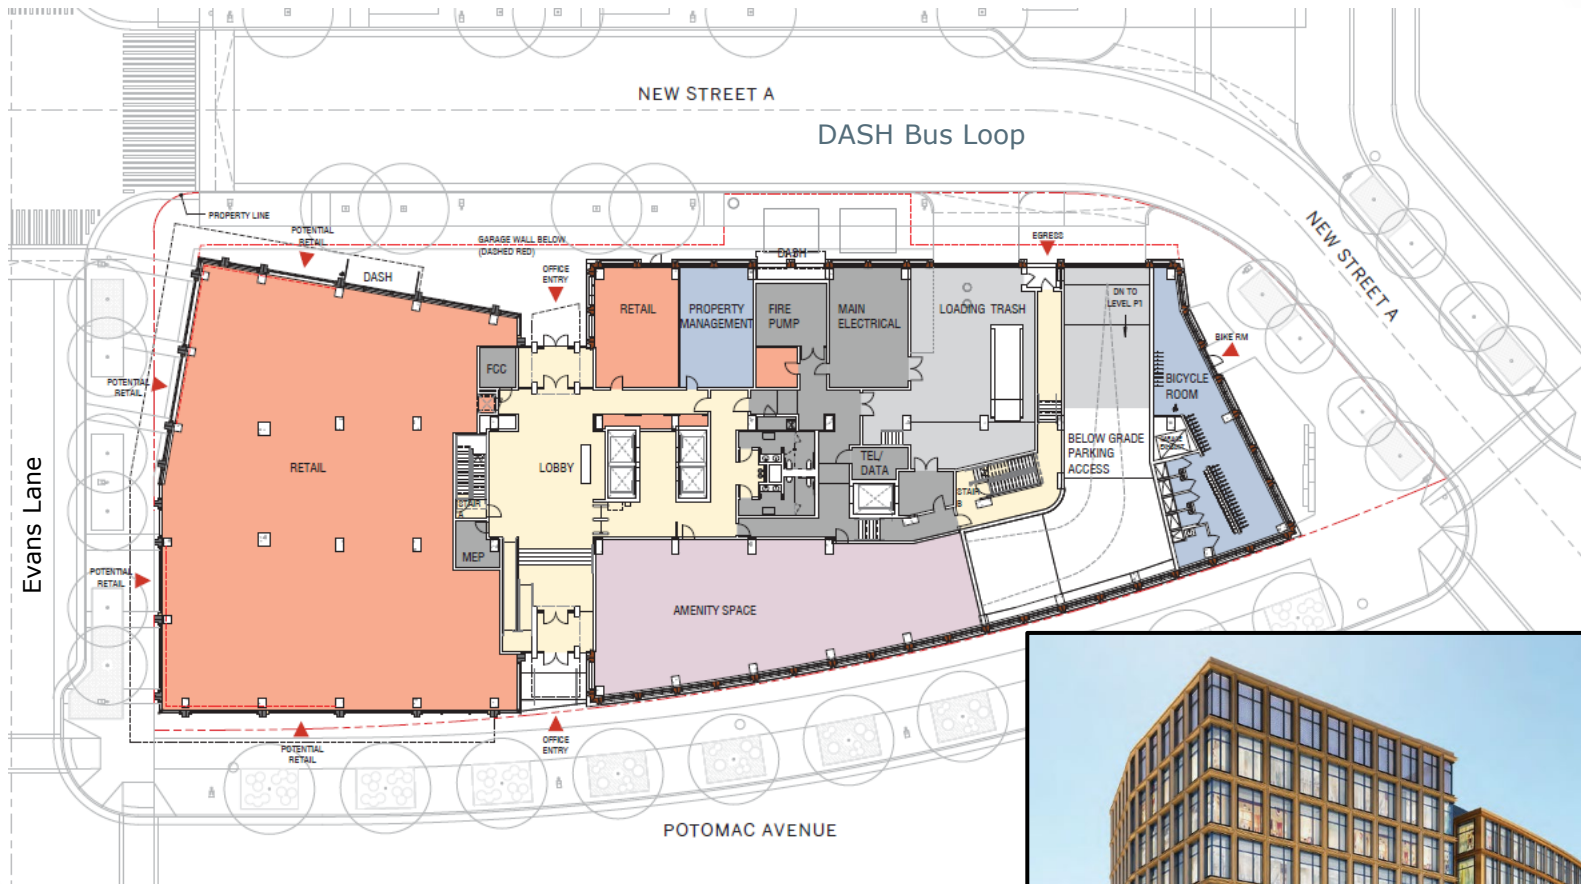 NEW STREET A
DASH Bus Loop
NEW STREET A
PROPERTY LINE
POTENTIAL
RETAIL
GARAGE WALL BELOW
(DASHED RED)
DASH
OFFICE
ENTRY
DASH
EGRESS
RETAIL
PROPERTY
MANAGEMENT
FIRE
PUMP
MAIN
ELECTRICAL
LOADING
TRASH
DN TO
LEVEL P1
BIKE RM
FCC
POTENTIAL
RETAIL
BICYCLE
ROOM
RETAIL
LOBBY
TEL/
DATA
BELOW GRADE
PARKING
ACCESS
STAIR
A
STAIR
B
Evans Lane
MEP
POTENTIAL
RETAIL
AMENITY SPACE
POTENTIAL
RETAIL
OFFICE
ENTRY
POTOMAC AVENUE